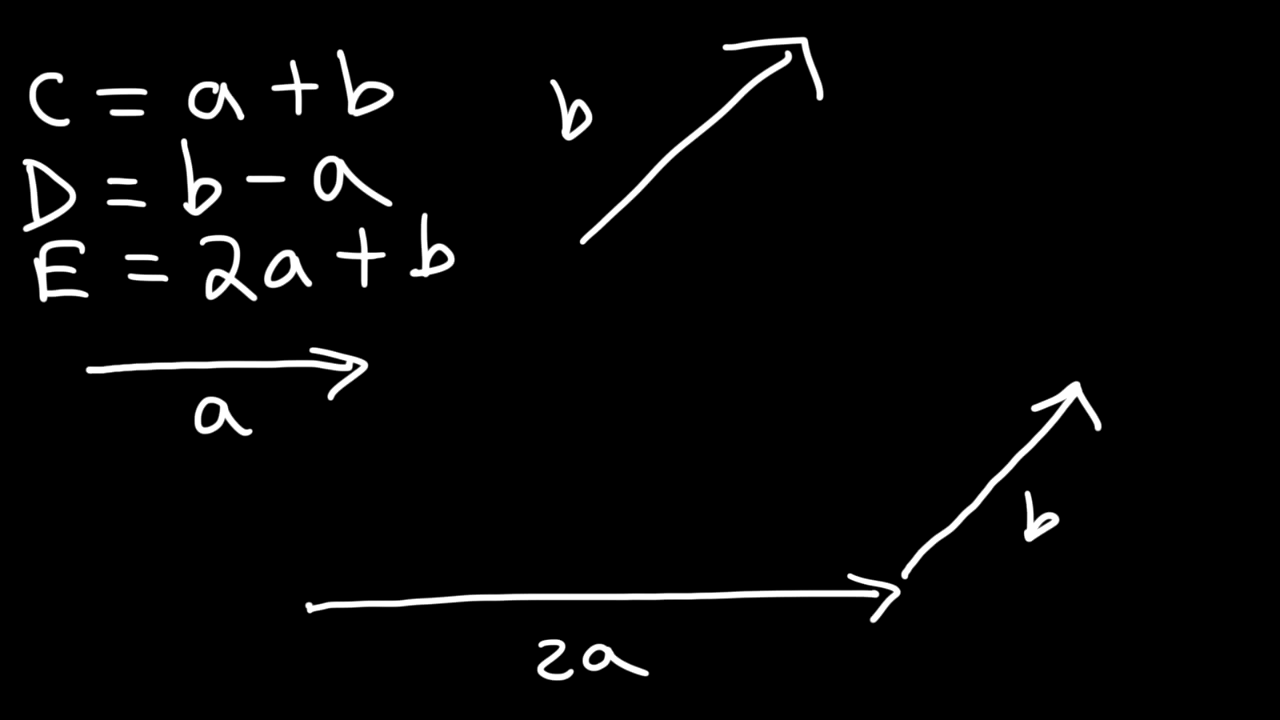 C = a + b
D = b - a
E = 2a + b
b
a
b
2a